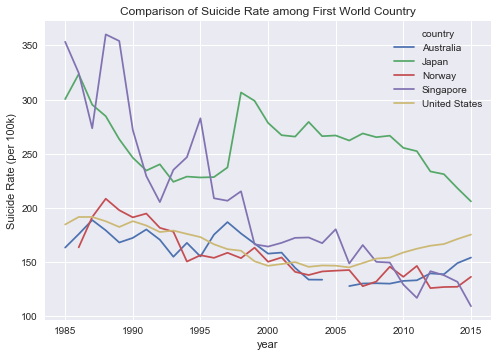 Comparison of Suicide Rate among First World Country
country
Australia
Japan
Norway
Singapore
United States
Suicide Rate (per 100k)
350
300
250
200
150
100
1985
1990
1995
2000
2005
2010
2015
year